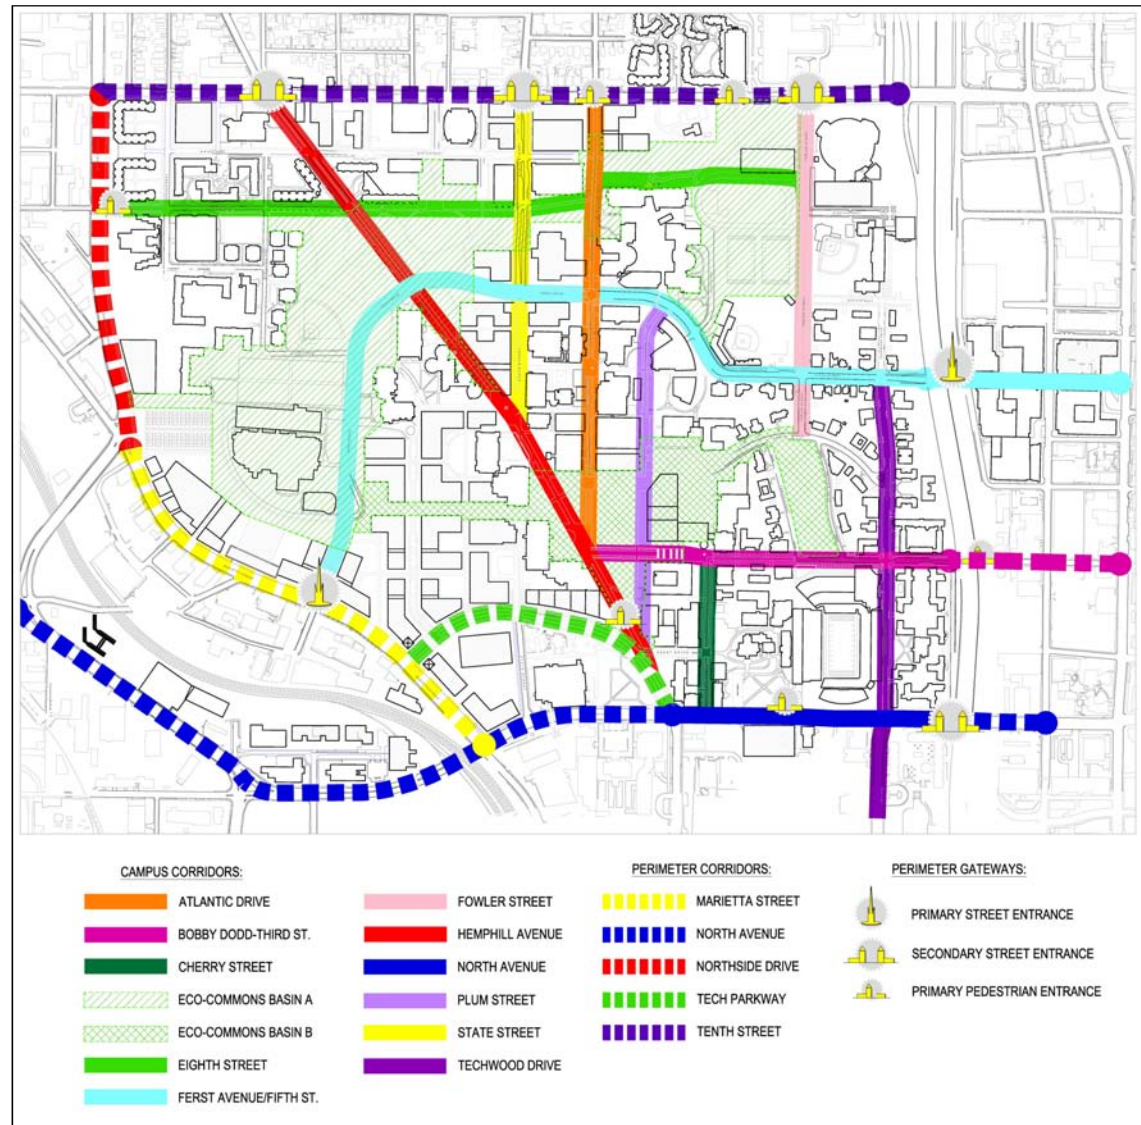 CAMPUS CORRIDORS:
ATLANTIC DRIVE
BOBBY DODD-THIRD ST.
CHERRY STREET
ECO-COMMONS BASIN A
ECO-COMMONS BASIN B
EIGHTH STREET
FERST AVENUE/FIFTH ST.
FOWLER STREET
HEMPHILL AVENUE
NORTH AVENUE
PLUM STREET
STATE STREET
TECHWOOD DRIVE
PERIMETER CORRIDORS:
MARIETTA STREET
NORTH AVENUE
NORTHSIDE DRIVE
TECH PARKWAY
TENTH STREET
PERIMETER GATEWAYS:
PRIMARY STREET ENTRANCE
SECONDARY STREET ENTRANCE
PRIMARY PEDESTRIAN ENTRANCE